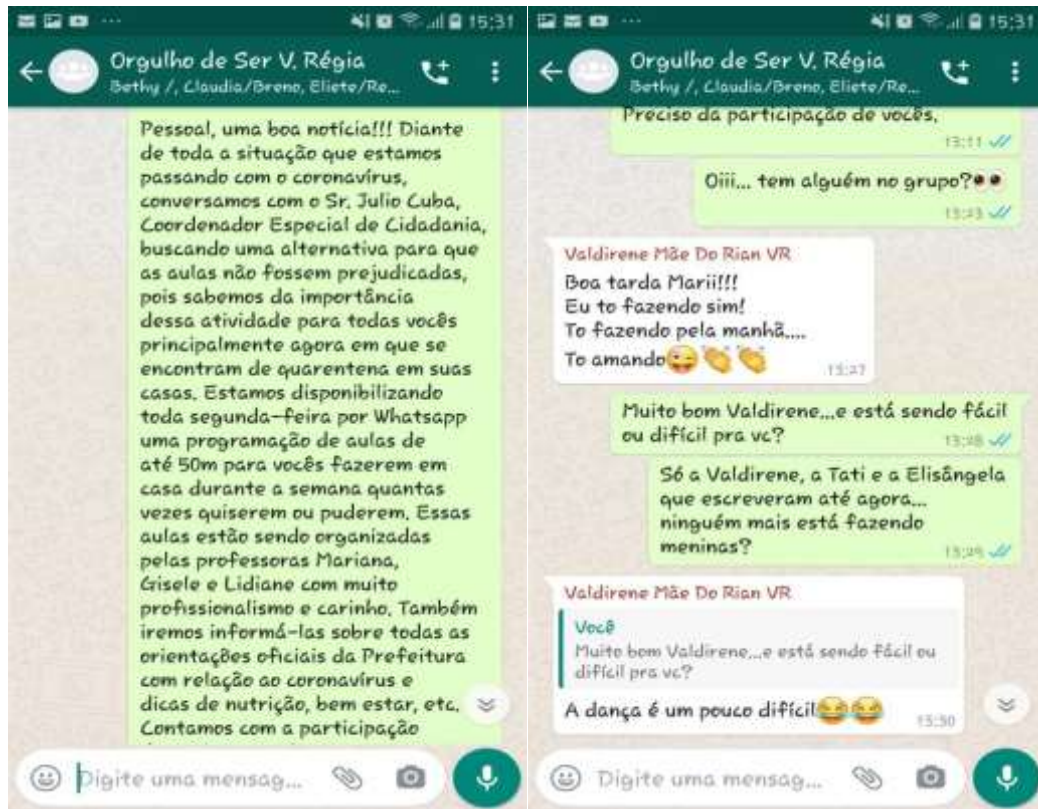 15:31
Orgulho de Ser V. Régia
Bethy /, Claudia/Breno, Eliete/Re...
Pessoal, uma boa notícia!!! Diante
de toda a situação que estamos
passando com o coronavírus,
conversamos com o Sr. Julio Cuba,
Coordenador Especial de Cidadania,
buscando uma alternativa para que
as aulas não fossem prejudicadas,
pois sabemos da importância
dessa atividade para todas vocês
principalmente agora em que se
encontram de quarentena em suas
casas. Estamos disponibilizando
toda segunda-feira por Whatsapp
uma programação de aulas de
até 50m para vocês fazerem em
casa durante a semana quantas
vezes quiserem ou puderem. Essas
aulas estão sendo organizadas
pelas professoras Mariana,
Gisele e Lidiane com muito
profissionalismo e carinho. Também
iremos informá-las sobre todas as
orientações oficiais da Prefeitura
com relação ao coronavírus e
dicas de nutrição, bem estar, etc.
Contamos com a participação
Digite uma mensag...
15:31
Orgulho de Ser V. Régia
Bethy /, Claudia/Breno, Eliete/Re...
Preciso da participação de vocês.
13:11
Oiii... tem alguém no grupo?
13:23
Valdirene Mãe Do Rian VR
Boa tarda Marii!!!
Eu to fazendo sim!
To fazendo pela manhã....
To amando
13:27
Muito bom Valdirene...e está sendo fácil
ou difícil pra vc?
13:28
Só a Valdirene, a Tati e a Elisângela
que escreveram até agora...
ninguém mais está fazendo
meninas?
13:29
Valdirene Mãe Do Rian VR
Você
Muito bom Valdirene...e está sendo fácil ou
difícil pra vc?
A dança é um pouco difícil
13:30
Digite uma mensag...